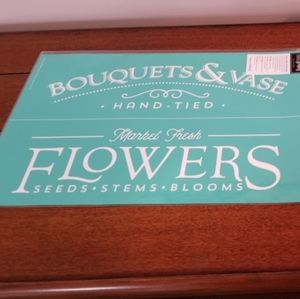 BOUQUETS & VASE
• HAND-TIED •
Market Fresh
FLOWERS
SEEDS • STEMS • BLOOMS